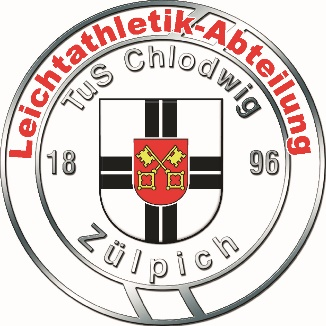 Leichtathletik-Abteilung
TuS Chlodwig
18 96
Zülpich